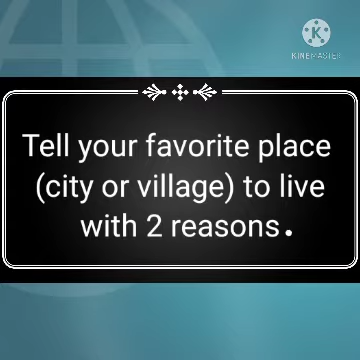 KINEMASTER
Tell your favorite place
(city or village) to live
with 2 reasons.